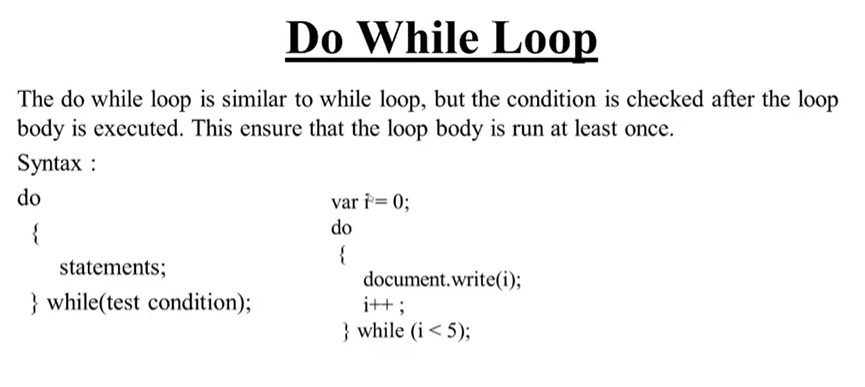 Do While Loop
The do while loop is similar to while loop, but the condition is checked after the loop
body is executed. This ensure that the loop body is run at least once.
Syntax :
do
{
statements;
} while(test condition);
var i = 0;
do
{
document.write(i);
i++ ;
} while (i < 5);